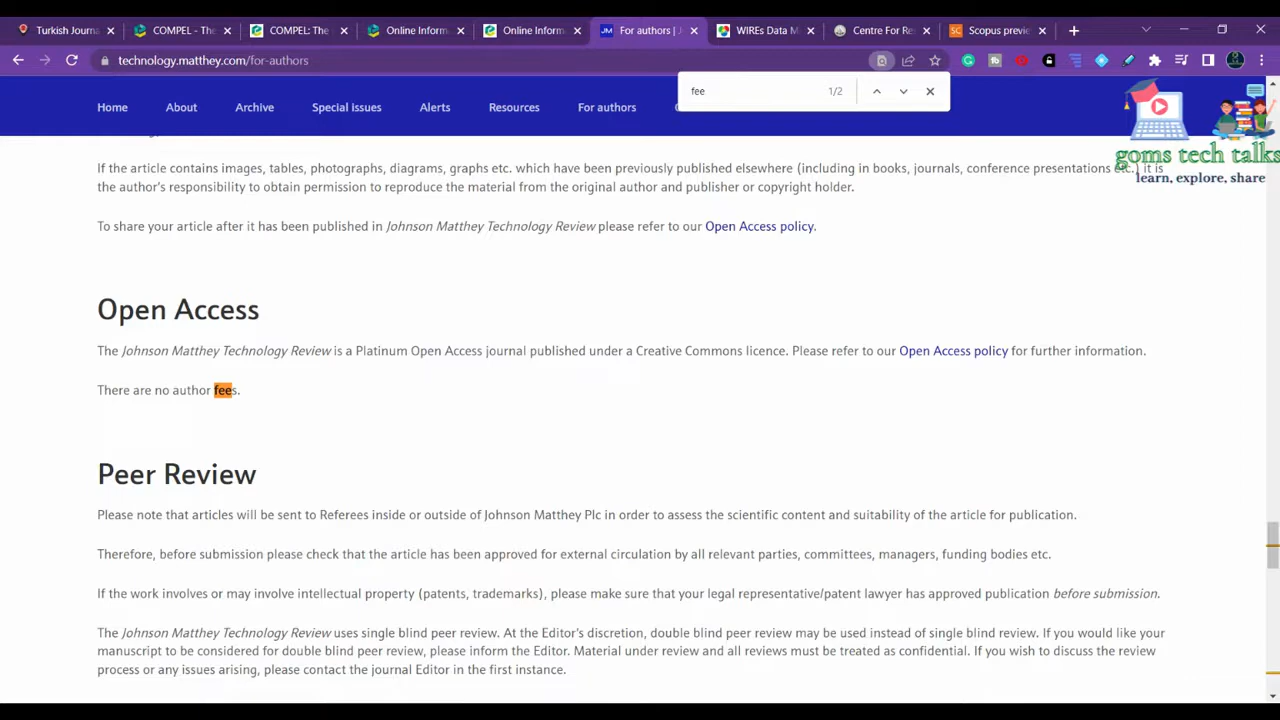 Turkish Journa
COMPEL - The
COMPEL: The
Online Informa
Online Inform
JM
For authors | J
WIREs Data M
Centre For Re
SC
Scopus previe
technology.matthey.com/for-authors
fee
1/2
Home
About
Archive
Special issues
Alerts
Resources
For authors
goms tech talks
learn, explore, share
If the article contains images, tables, photographs, diagrams, graphs etc. which have been previously published elsewhere (including in books, journals, conference presentations etc.) it is
the author's responsibility to obtain permission to reproduce the material from the original author and publisher or copyright holder.
To share your article after it has been published in Johnson Matthey Technology Review please refer to our Open Access policy.
Open Access
The Johnson Matthey Technology Review is a Platinum Open Access journal published under a Creative Commons licence. Please refer to our Open Access policy for further information.
There are no author fees.
Peer Review
Please note that articles will be sent to Referees inside or outside of Johnson Matthey Plc in order to assess the scientific content and suitability of the article for publication.
Therefore, before submission please check that the article has been approved for external circulation by all relevant parties, committees, managers, funding bodies etc.
If the work involves or may involve intellectual property (patents, trademarks), please make sure that your legal representative/patent lawyer has approved publication before submission.
The Johnson Matthey Technology Review uses single blind peer review. At the Editor's discretion, double blind peer review may be used instead of single blind review. If you would like your
manuscript to be considered for double blind peer review, please inform the Editor. Material under review and all reviews must be treated as confidential. If you wish to discuss the review
process or any issues arising, please contact the journal Editor in the first instance.